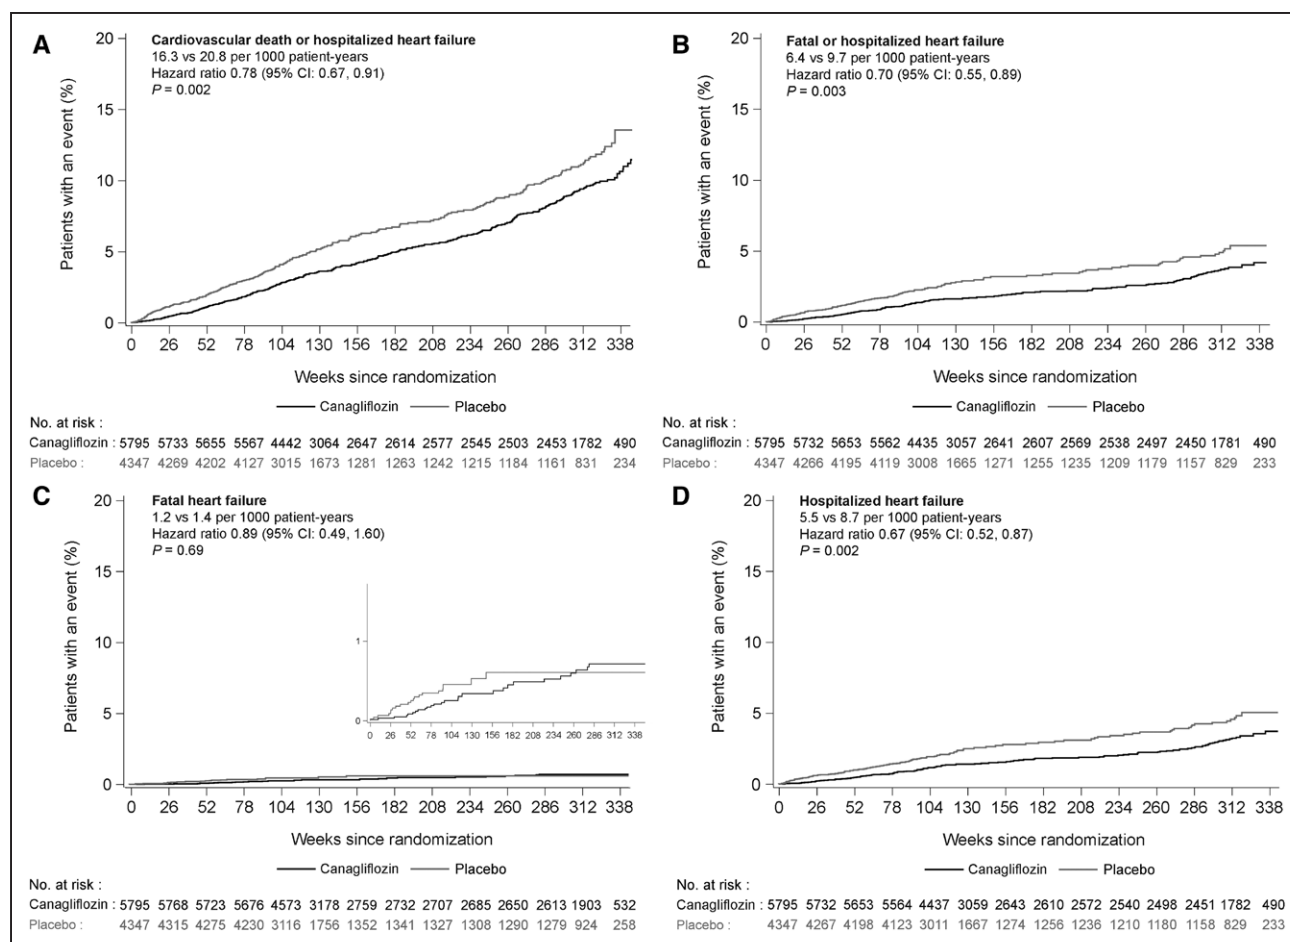 A
Cardiovascular death or hospitalized heart failure
16.3 vs 20.8 per 1000 patient-years
Hazard ratio 0.78 (95% CI: 0.67, 0.91)
P = 0.002
Patients with an event (%)
20
15
10
5
0
0 26 52 78 104 130 156 182 208 234 260 286 312 338
Weeks since randomization
Canagliflozin Placebo
No. at risk :
Canagliflozin : 5795 5733 5655 5567 4442 3064 2647 2614 2577 2545 2503 2453 1782 490
Placebo : 4347 4269 4202 4127 3015 1673 1281 1263 1242 1215 1184 1161 831 234
B
Fatal or hospitalized heart failure
6.4 vs 9.7 per 1000 patient-years
Hazard ratio 0.70 (95% CI: 0.55, 0.89)
P = 0.003
Patients with an event (%)
20
15
10
5
0
0 26 52 78 104 130 156 182 208 234 260 286 312 338
Weeks since randomization
Canagliflozin Placebo
No. at risk :
Canagliflozin : 5795 5732 5653 5562 4435 3057 2641 2607 2569 2538 2497 2450 1781 490
Placebo : 4347 4266 4195 4119 3008 1665 1271 1255 1235 1209 1179 1157 829 233
C
Fatal heart failure
1.2 vs 1.4 per 1000 patient-years
Hazard ratio 0.89 (95% CI: 0.49, 1.60)
P = 0.69
Patients with an event (%)
20
15
10
5
0
1
0
0 26 52 78 104 130 156 182 208 234 260 286 312 338
0 26 52 78 104 130 156 182 208 234 260 286 312 338
Weeks since randomization
Canagliflozin Placebo
No. at risk :
Canagliflozin : 5795 5768 5723 5676 4573 3178 2759 2732 2707 2685 2650 2613 1903 532
Placebo : 4347 4315 4275 4230 3116 1756 1352 1341 1327 1308 1290 1279 924 258
D
Hospitalized heart failure
5.5 vs 8.7 per 1000 patient-years
Hazard ratio 0.67 (95% CI: 0.52, 0.87)
P = 0.002
Patients with an event (%)
20
15
10
5
0
0 26 52 78 104 130 156 182 208 234 260 286 312 338
Weeks since randomization
Canagliflozin Placebo
No. at risk :
Canagliflozin : 5795 5732 5653 5564 4437 3059 2643 2610 2572 2540 2498 2451 1782 490
Placebo : 4347 4267 4198 4123 3011 1667 1274 1256 1236 1210 1180 1158 829 233